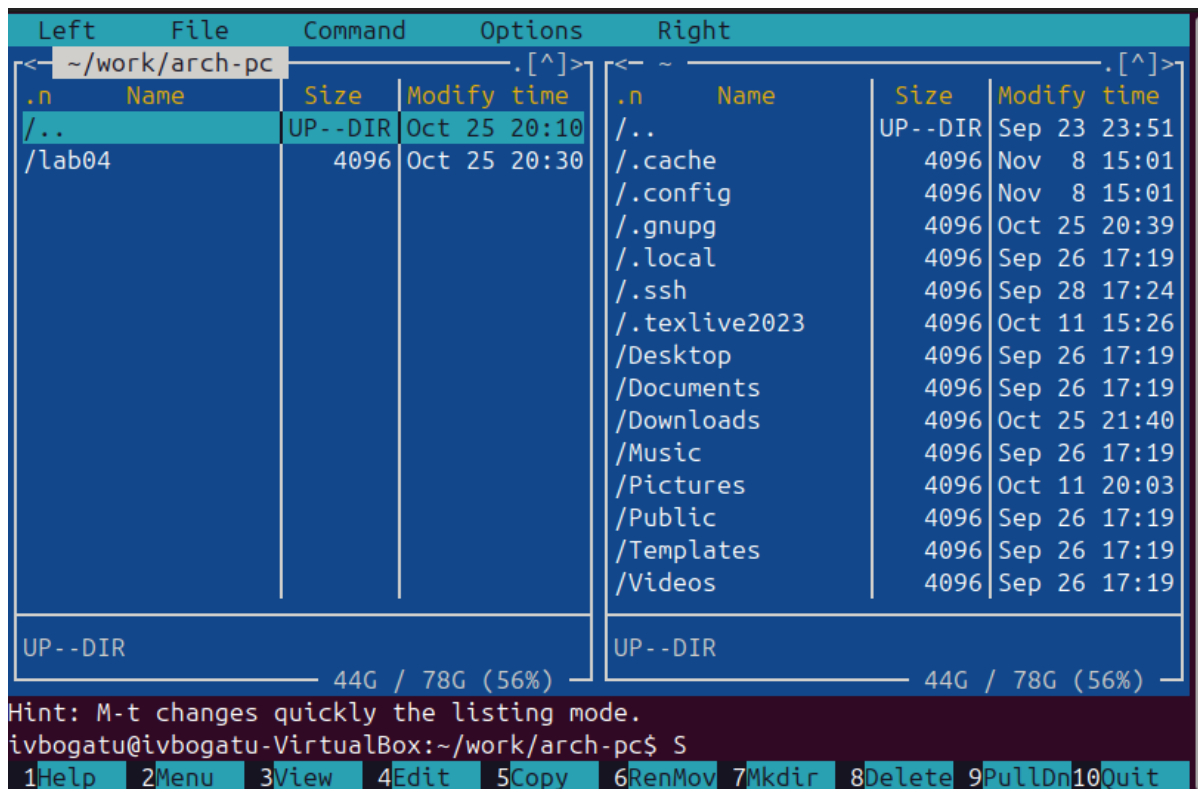 Left File Command Options Right
<- ~/work/arch-pc .[^]> <- ~ .[^]>
.n Name Size Modify time .n Name Size Modify time
/.. UP--DIR Oct 25 20:10 /.. UP--DIR Sep 23 23:51
/lab04 4096 Oct 25 20:30 /.cache 4096 Nov 8 15:01
/.config 4096 Nov 8 15:01
/.gnupg 4096 Oct 25 20:39
/.local 4096 Sep 26 17:19
/.ssh 4096 Sep 28 17:24
/.texlive2023 4096 Oct 11 15:26
/Desktop 4096 Sep 26 17:19
/Documents 4096 Sep 26 17:19
/Downloads 4096 Oct 25 21:40
/Music 4096 Sep 26 17:19
/Pictures 4096 Oct 11 20:03
/Public 4096 Sep 26 17:19
/Templates 4096 Sep 26 17:19
/Videos 4096 Sep 26 17:19
UP--DIR UP--DIR
44G / 78G (56%) 44G / 78G (56%)
Hint: M-t changes quickly the listing mode.
ivbogatu@ivbogatu-VirtualBox:~/work/arch-pc$ S
1Help 2Menu 3View 4Edit 5Copy 6RenMov 7Mkdir 8Delete 9PullDn 10Quit